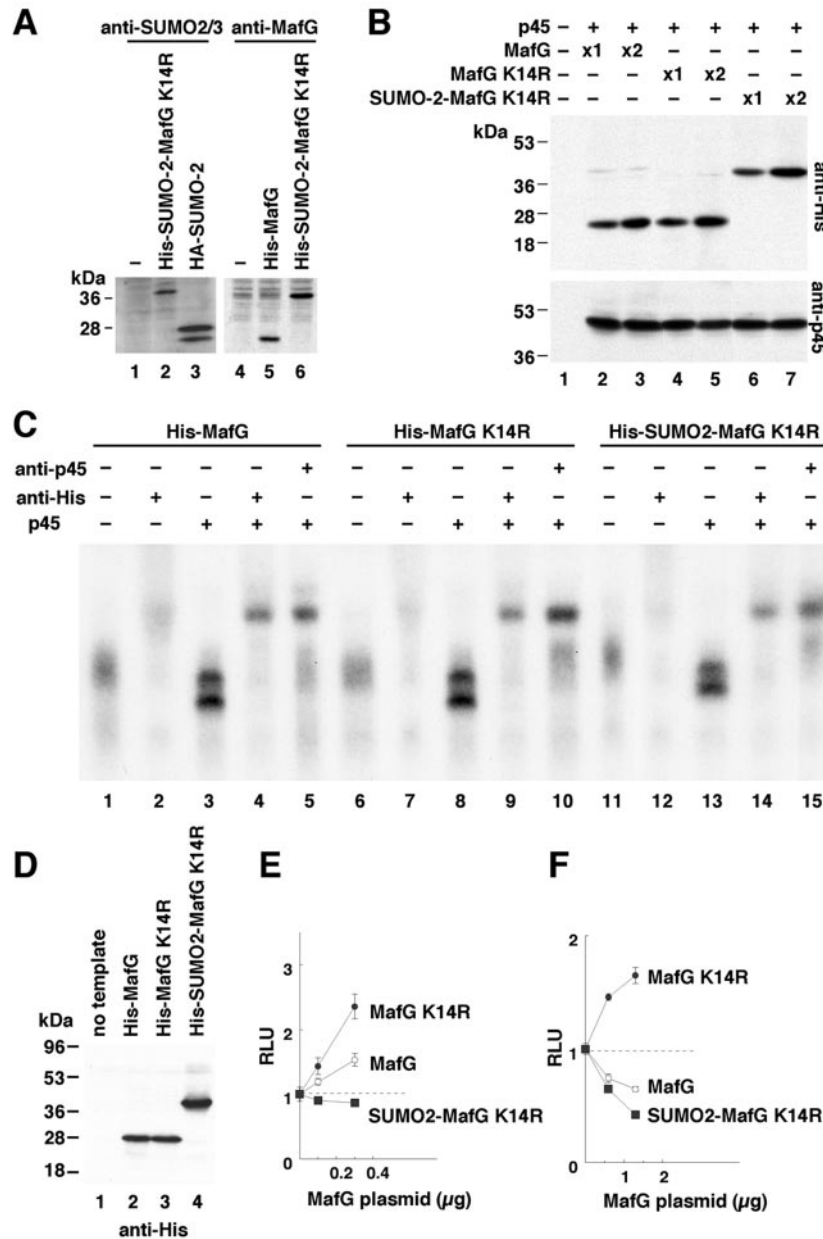 A
anti-SUMO2/3 anti-MafG
– His-SUMO-2-MafG K14R HA-SUMO-2 – His-MafG His-SUMO-2-MafG K14R
kDa
36
28
1 2 3 4 5 6
B
p45 – + + + + + +
MafG – x1 x2 – – – –
MafG K14R – – – x1 x2 – –
SUMO-2-MafG K14R – – – – – x1 x2
kDa
53
36
28
18
anti-His
53
36
anti-p45
1 2 3 4 5 6 7
C
His-MafG His-MafG K14R His-SUMO2-MafG K14R
anti-p45 – – – – + – – – – + – – – – +
anti-His – + – + – – + – + – – + – + –
p45 – – + + + – – + + + – – + + +
1 2 3 4 5 6 7 8 9 10 11 12 13 14 15
D
no template His-MafG His-MafG K14R His-SUMO2-MafG K14R
kDa
96
53
36
28
18
1 2 3 4
anti-His
E
3
2
1
0
RLU
MafG K14R
MafG
SUMO2-MafG K14R
0.2 0.4
MafG plasmid (µg)
F
2
1
0
RLU
MafG K14R
MafG
SUMO2-MafG K14R
1 2
MafG plasmid (µg)